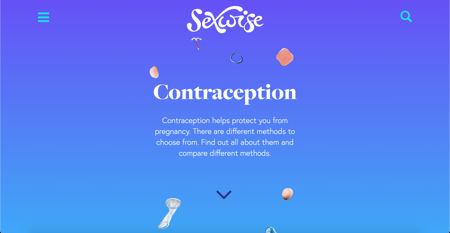 Sexwise
Contraception
Contraception helps protect you from
pregnancy. There are different methods to
choose from. Find out all about them and
compare different methods.